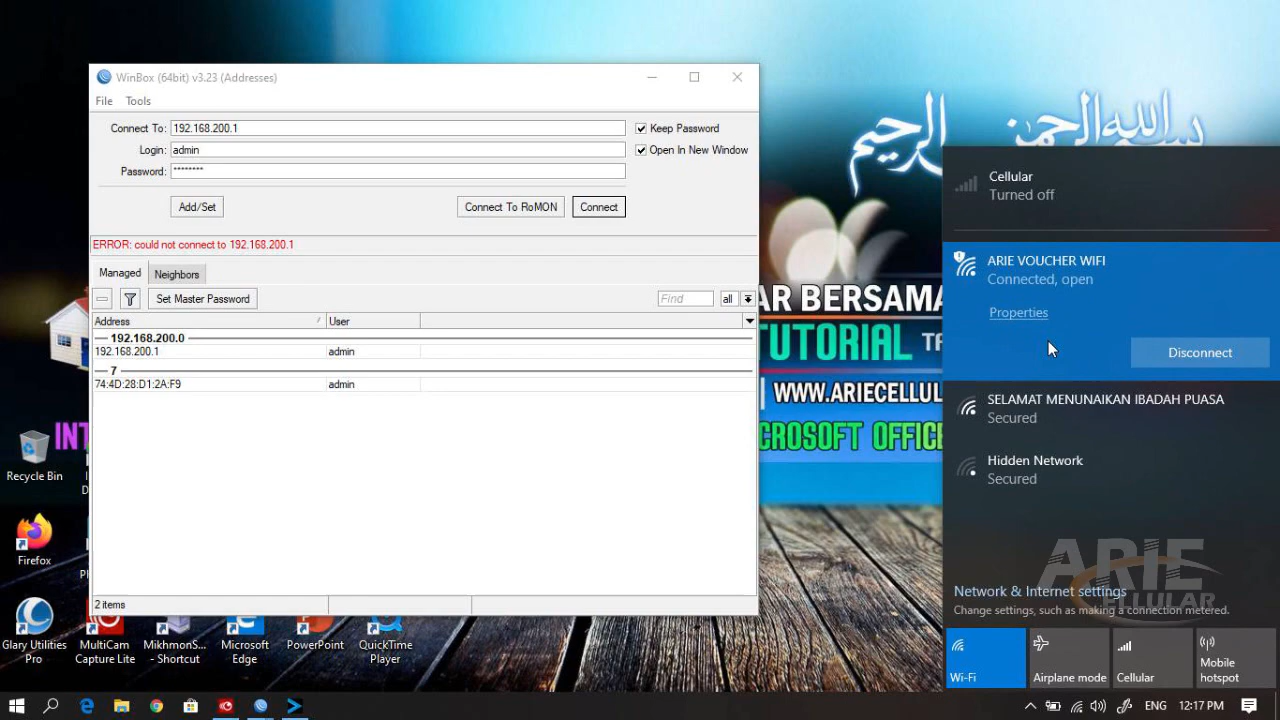 WinBox (64bit) v3.23 (Addresses)
File Tools
Connect To: 192.168.200.1
Keep Password
Login: admin
Open In New Window
Password: ********
Add/Set Connect To RoMON Connect
ERROR: could not connect to 192.168.200.1
Managed Neighbors
Set Master Password
Find all
Address User
192.168.200.0
192.168.200.1 admin
7
74:4D:28:D1:2A:F9 admin
2 items
الرحيم الرحمن الله بسم
AR BERSAMA
TUTORIAL
| WWW.ARIECELLUL
CROSOFT OFFICE
INT
Recycle Bin
Firefox
Glary Utilities Pro
MultiCam Capture Lite
MikhmonS... - Shortcut
Microsoft Edge
PowerPoint
QuickTime Player
Cellular
Turned off
ARIE VOUCHER WIFI
Connected, open
Properties
Disconnect
SELAMAT MENUNAIKAN IBADAH PUASA
Secured
Hidden Network
Secured
ARIE
CELLULAR
Network & Internet settings
Change settings, such as making a connection metered.
Wi-Fi
Airplane mode
Cellular
Mobile hotspot
ENG 12:17 PM